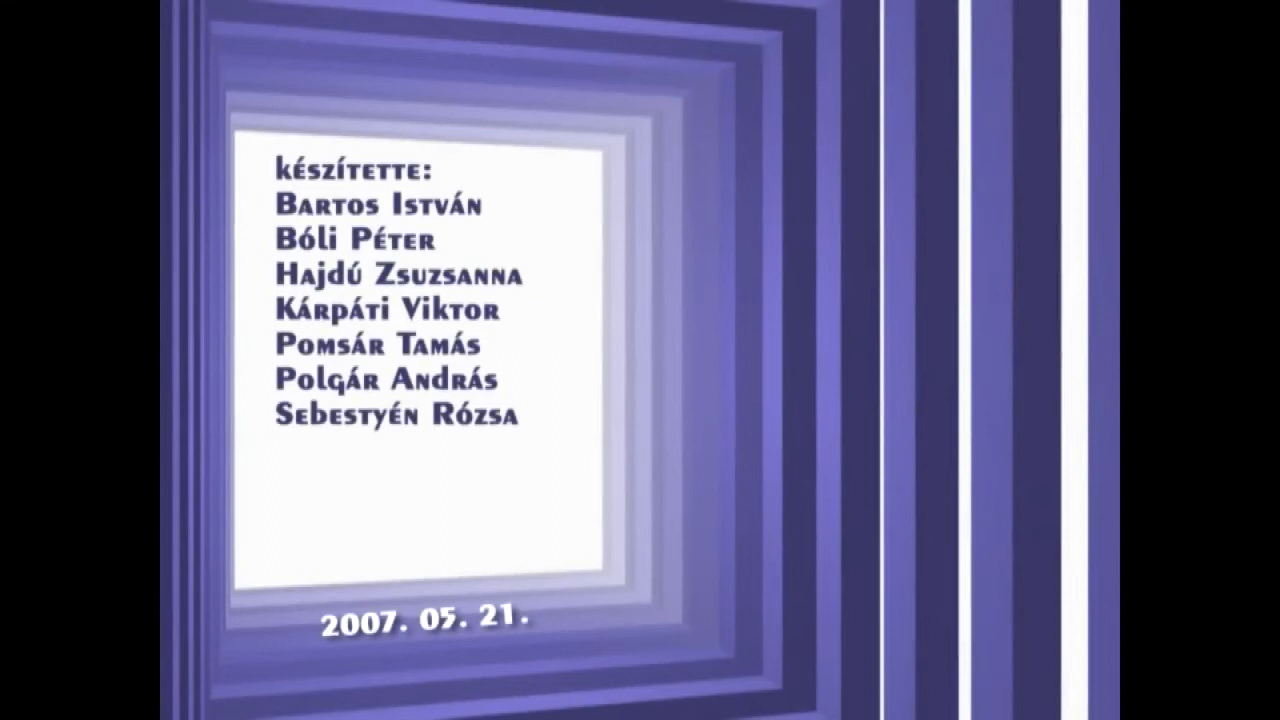 készítette:
Bartos István
Bóli Péter
Hajdú Zsuzsanna
Kárpáti Viktor
Pomsár Tamás
Polgár András
Sebestyén Rózsa
2007. 05. 21.